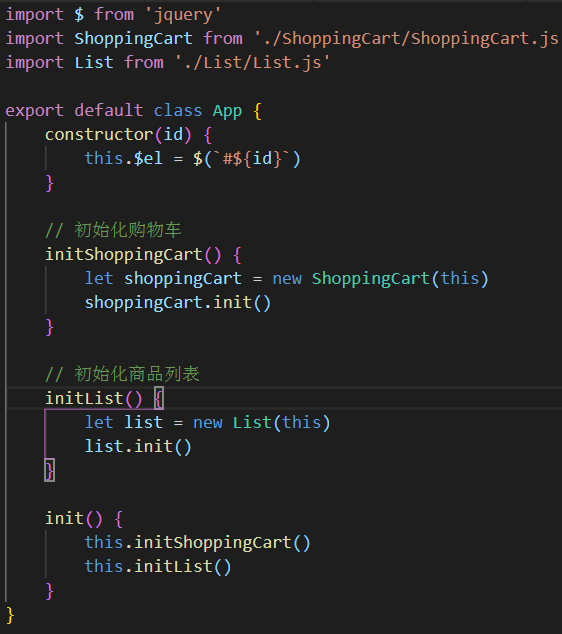 import $ from 'jquery'
import ShoppingCart from './ShoppingCart/ShoppingCart.js
import List from './List/List.js'
export default class App {
constructor(id) {
this.$el = $(`#${id}`)
}
// 初始化购物车
initShoppingCart() {
let shoppingCart = new ShoppingCart(this)
shoppingCart.init()
}
// 初始化商品列表
initList() {
let list = new List(this)
list.init()
}
init() {
this.initShoppingCart()
this.initList()
}
}